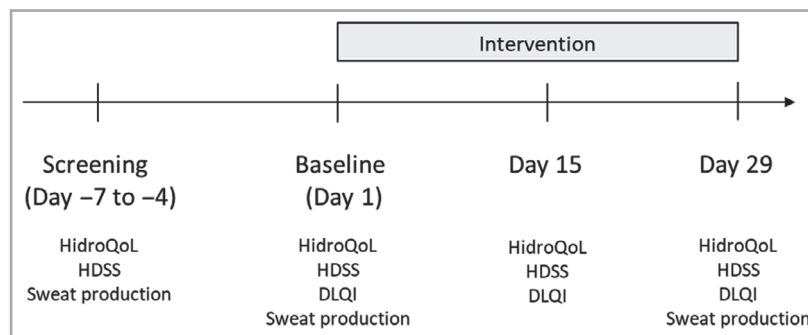 Intervention
Screening
(Day −7 to −4)
Baseline
(Day 1)
Day 15
Day 29
HidroQoL
HDSS
Sweat production
HidroQoL
HDSS
DLQI
Sweat production
HidroQoL
HDSS
DLQI
HidroQoL
HDSS
DLQI
Sweat production